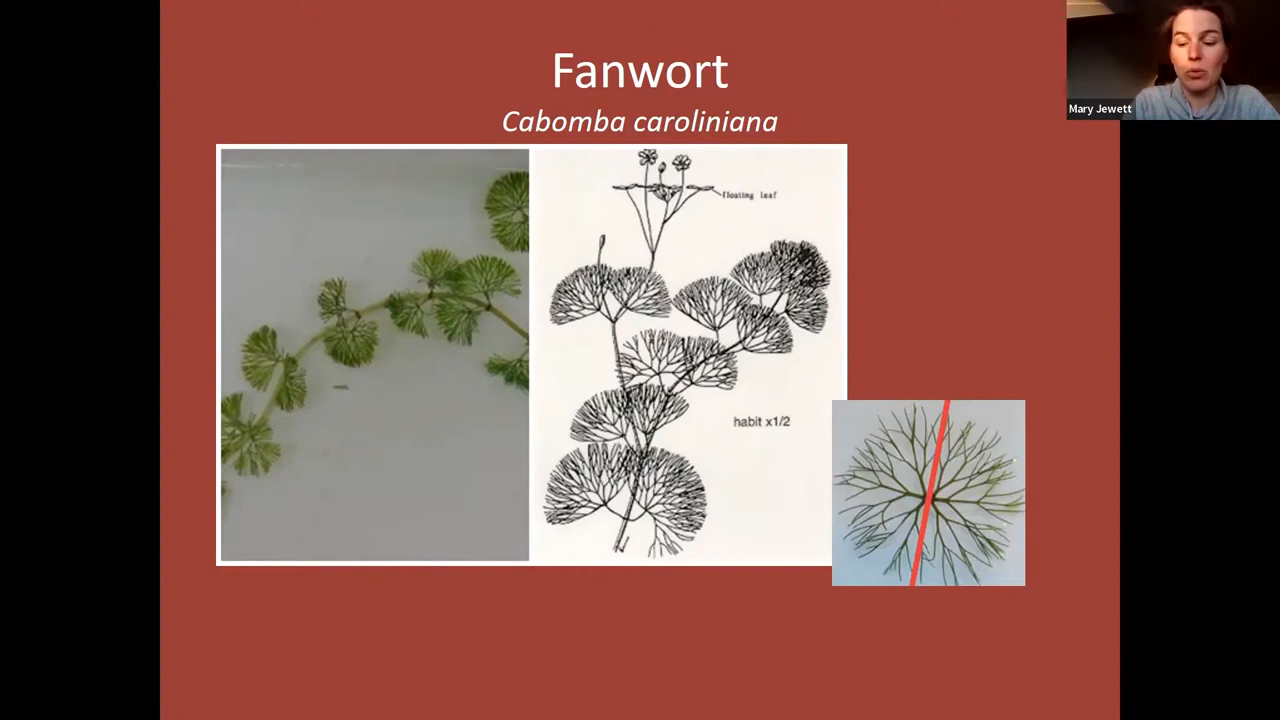 Fanwort
Cabomba caroliniana
floating leaf
habit x1/2
Mary Jewett